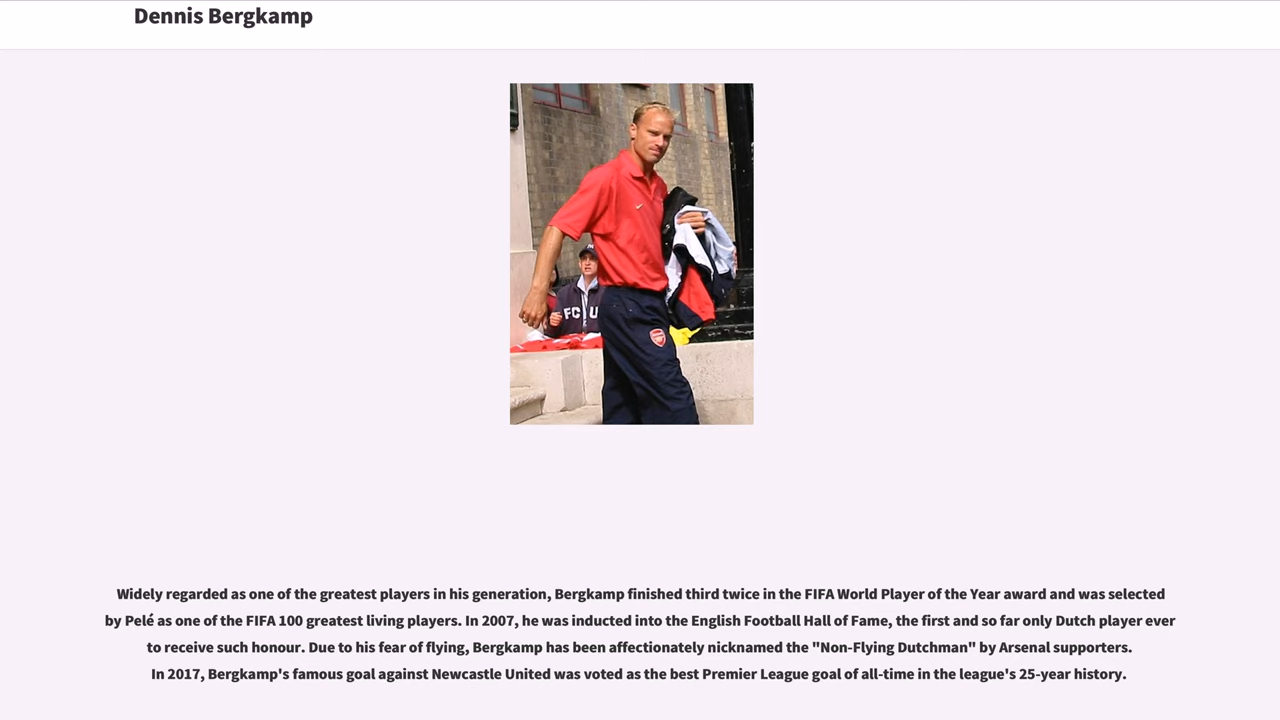 Dennis Bergkamp
FC U
Widely regarded as one of the greatest players in his generation, Bergkamp finished third twice in the FIFA World Player of the Year award and was selected
by Pelé as one of the FIFA 100 greatest living players. In 2007, he was inducted into the English Football Hall of Fame, the first and so far only Dutch player ever
to receive such honour. Due to his fear of flying, Bergkamp has been affectionately nicknamed the "Non-Flying Dutchman" by Arsenal supporters.
In 2017, Bergkamp's famous goal against Newcastle United was voted as the best Premier League goal of all-time in the league's 25-year history.